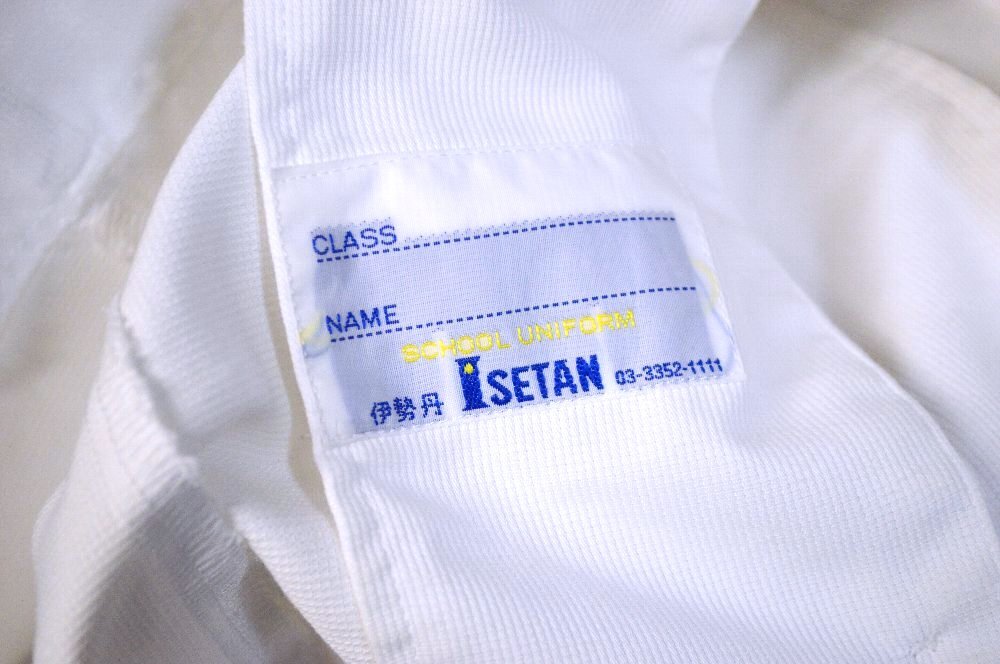 CLASS
NAME
SCHOOL UNIFORM
伊勢丹 ISETAN 03-3352-1111